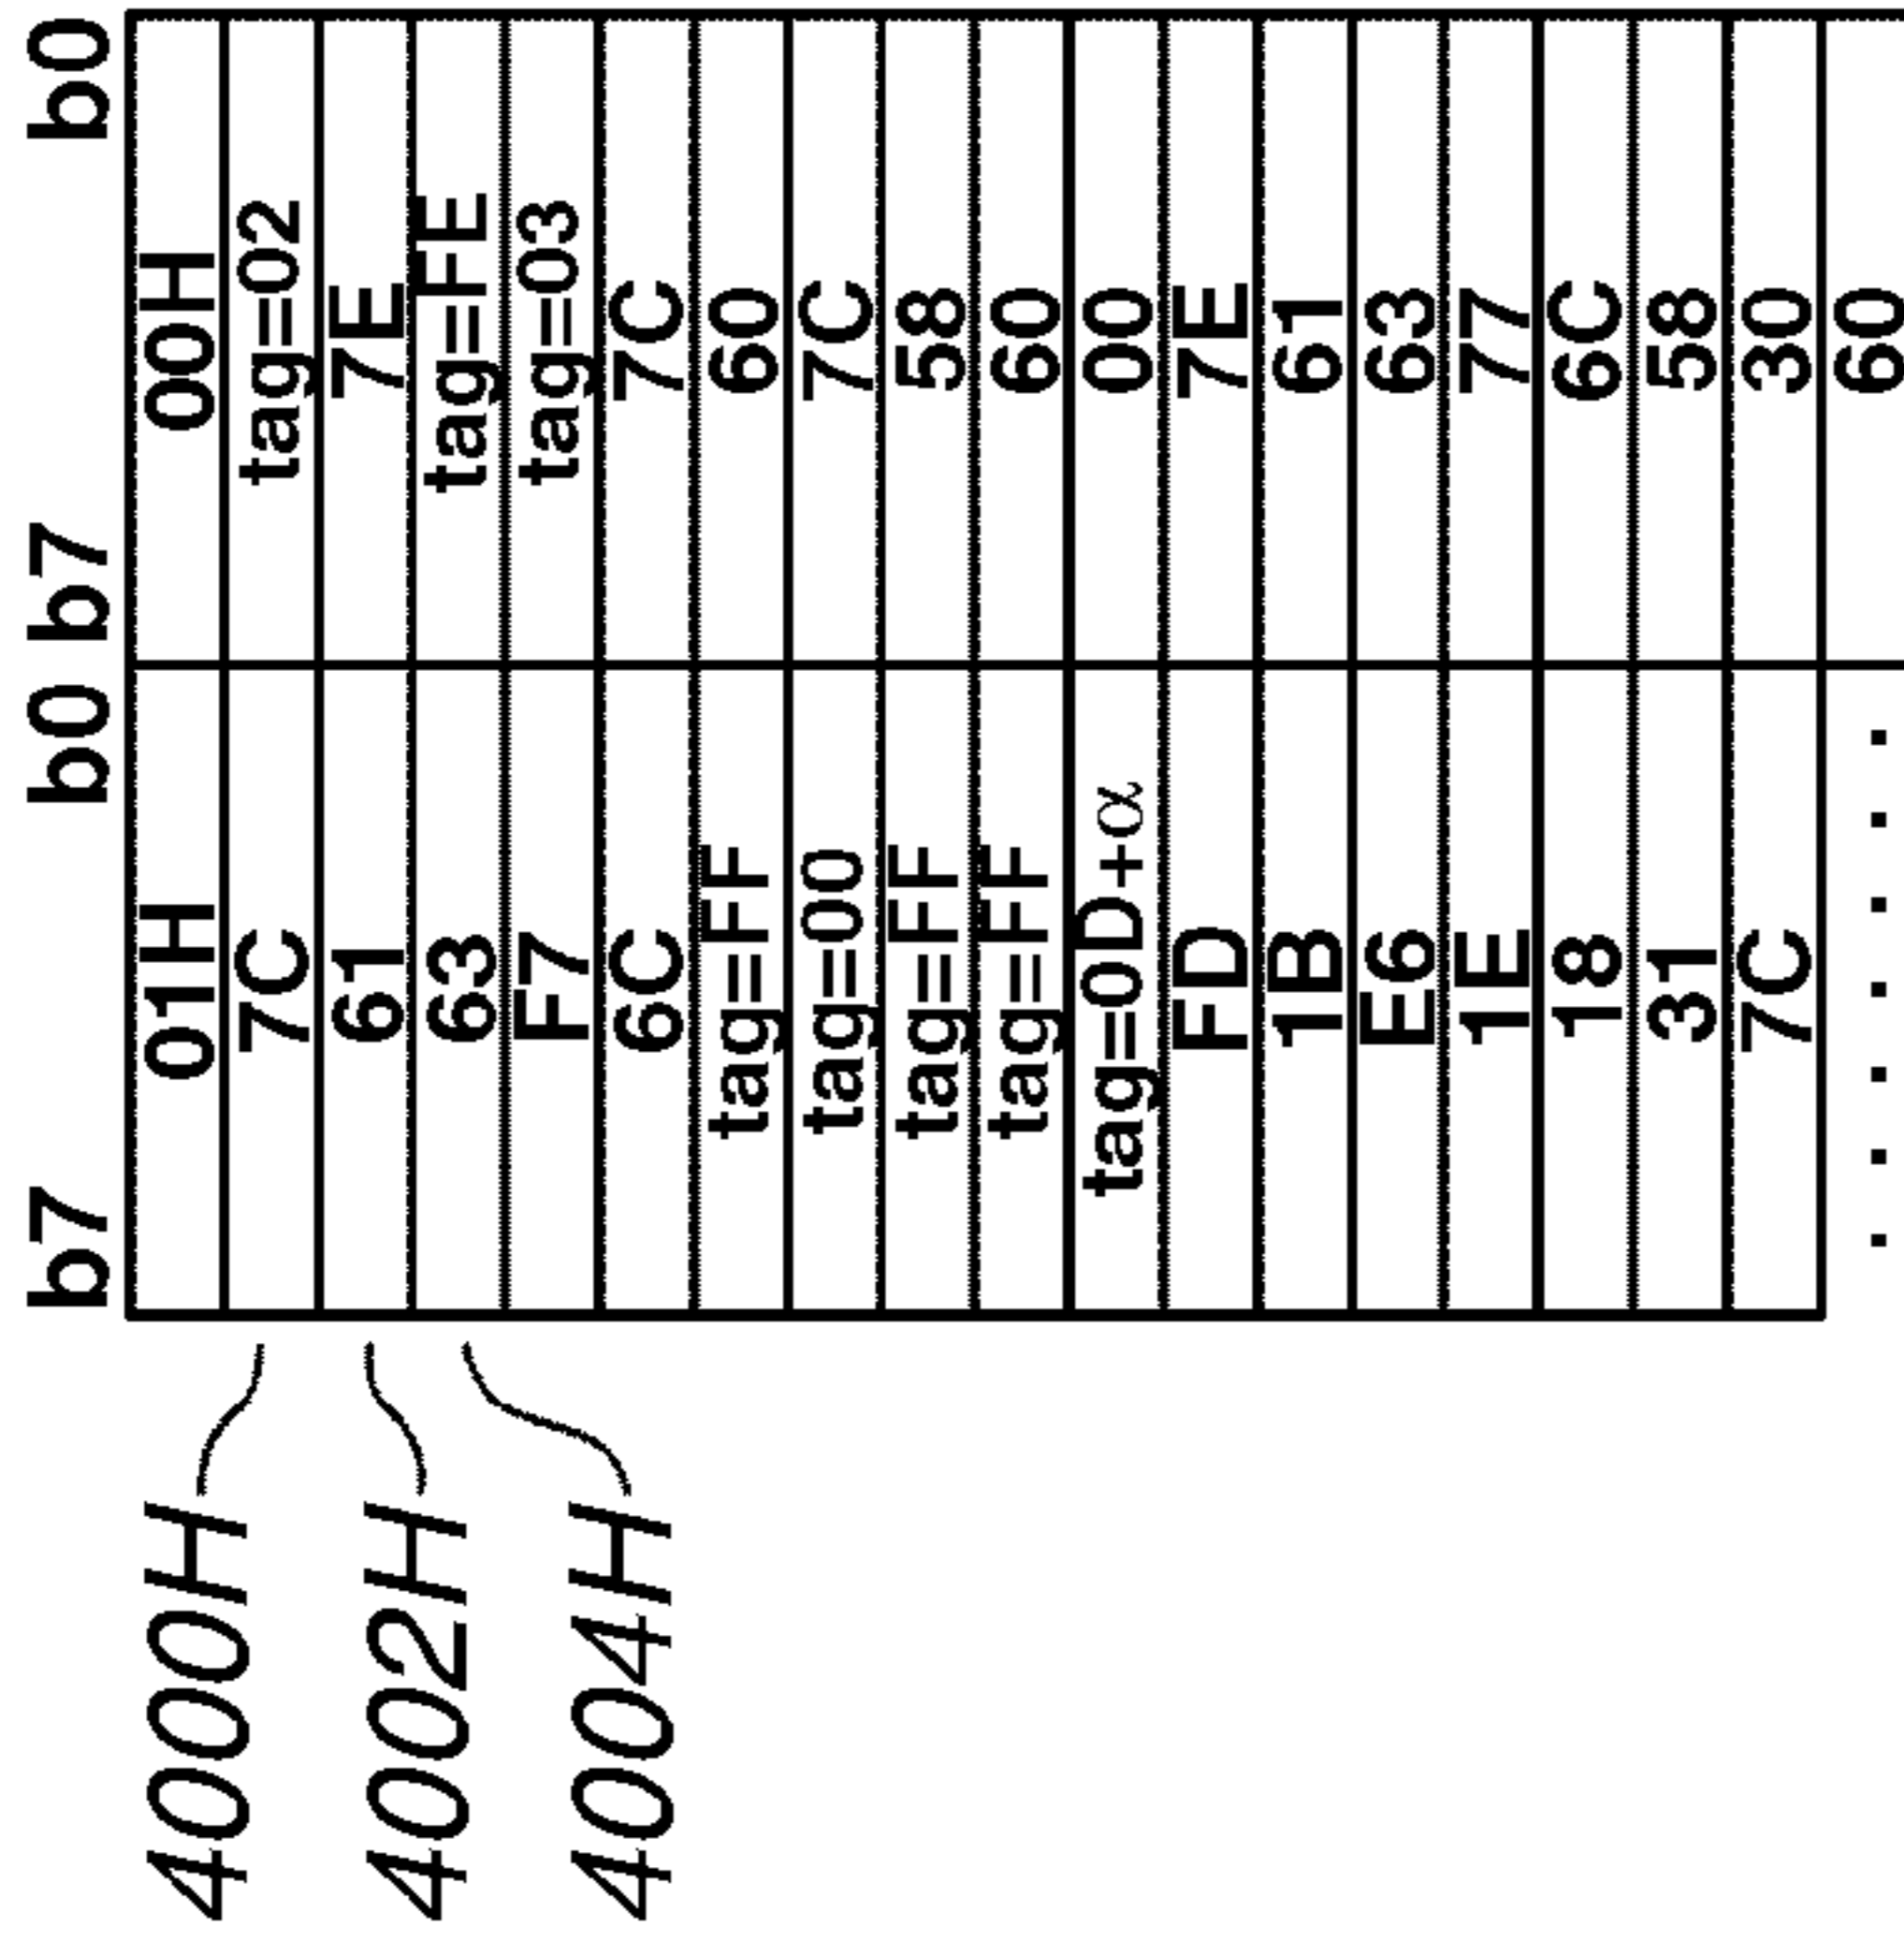 b7 b0 b7 b0
01H 00H
4000H 7C tag=02
4002H 61 7E
4004H 63 tag=FE
F7 tag=03
6C 7C
tag=FF 60
tag=00 7C
tag=FF 58
tag=FF 60
tag=0D+α 00
FD 7E
1B 61
E6 63
1E 77
18 6C
31 58
7C 30
. . . . . . . 60